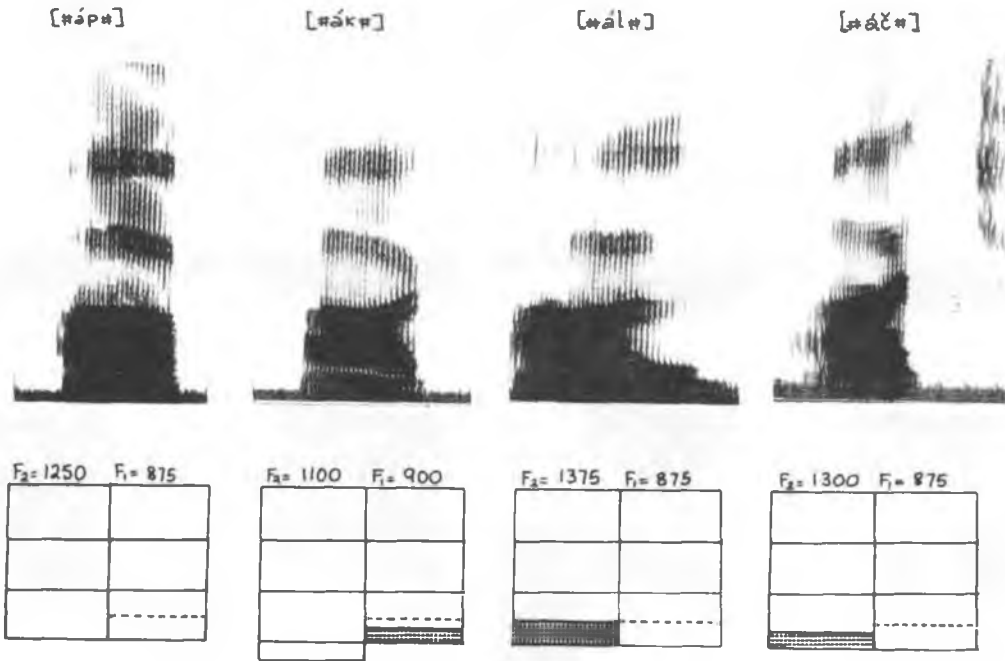 [#áp#] [#ák#] [#ál#] [#áč#]
F₂= 1250 F₁= 875 F₂= 1100 F₁= 900 F₂= 1375 F₁= 875 F₂= 1300 F₁= 875